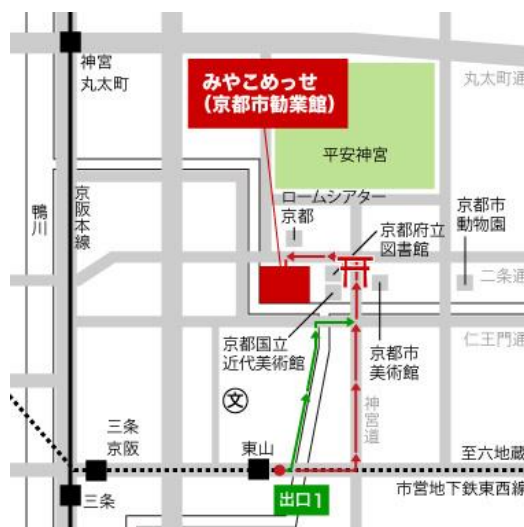 神宮
丸太町
みやこめっせ
（京都市勧業館）
丸太町通
平安神宮
鴨川
京阪本線
ロームシアター
京都
京都府立
図書館
京都市
動物園
二条通
京都国立
近代美術館
京都市
美術館
仁王門通
文
神宮道
三条
京阪
東山
至六地蔵
市営地下鉄東西線
三条
出口1